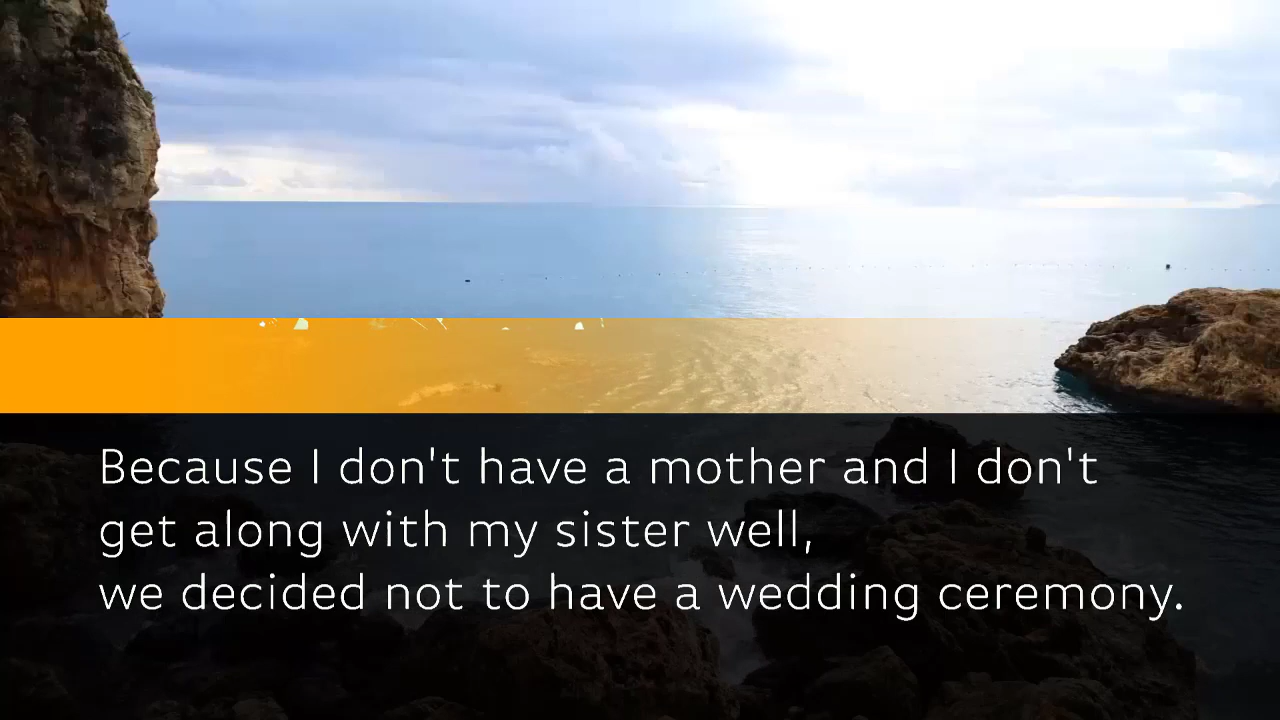 Because I don't have a mother and I don't
get along with my sister well,
we decided not to have a wedding ceremony.